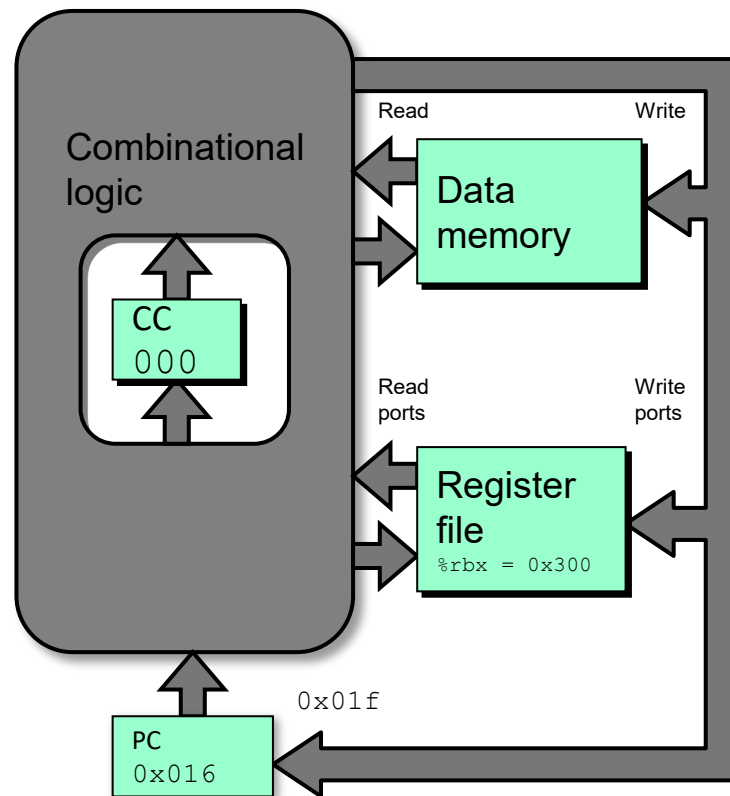 Combinational
logic
CC
000
Read
Write
Data
memory
Read
ports
Write
ports
Register
file
%rbx = 0x300
0x01f
PC
0x016